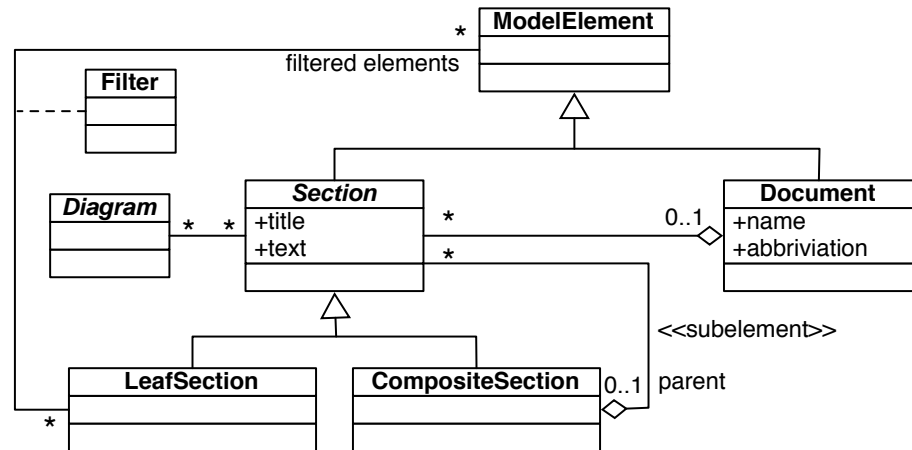 ModelElement
*
filtered elements
Filter
Section
+title
+text
Diagram
*
*
*
0..1
Document
+name
+abbriviation
*
<<subelement>>
LeafSection
CompositeSection
0..1
parent
*